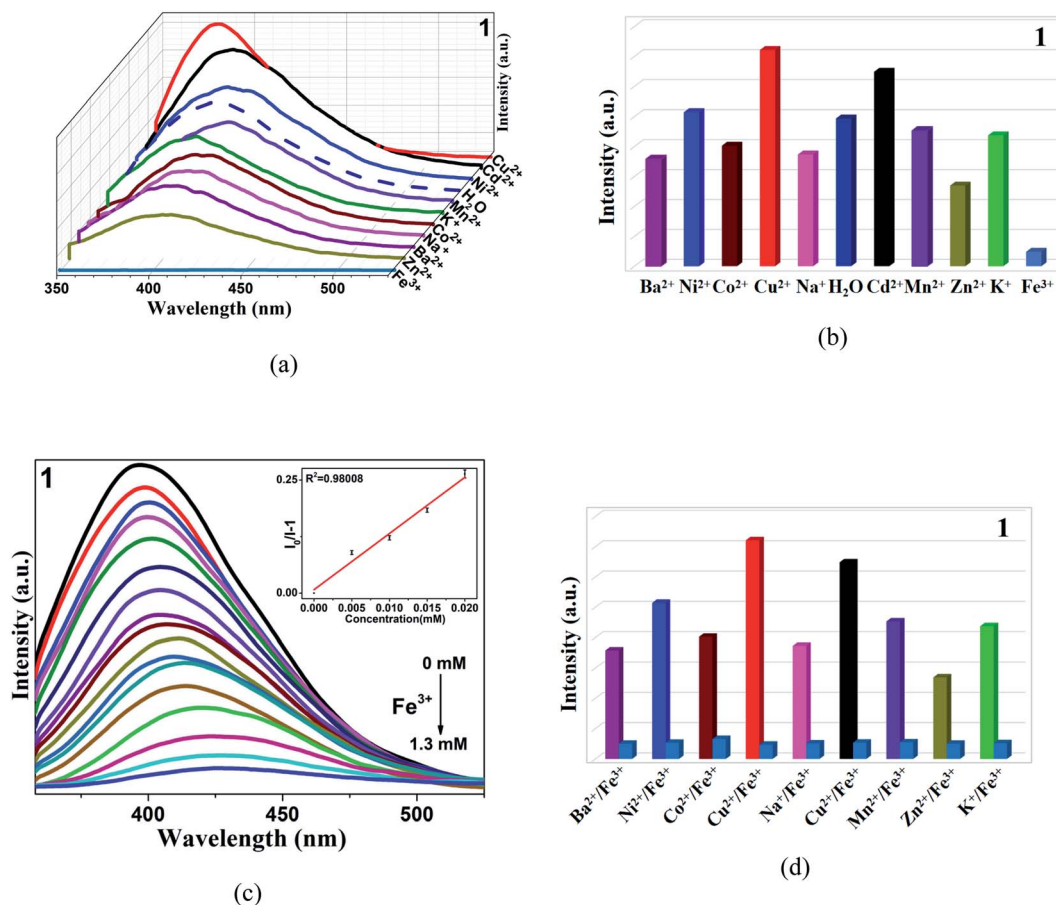 1
Intensity (a.u.)
Cu²⁺
Cd²⁺
Ni²⁺
H₂O
Mn²⁺
K⁺
Co²⁺
Na⁺
Ba²⁺
Zn²⁺
Fe³⁺
350 400 450 500
Wavelength (nm)
(a)
1
Intensity (a.u.)
Ba²⁺ Ni²⁺ Co²⁺ Cu²⁺ Na⁺ H₂O Cd²⁺ Mn²⁺ Zn²⁺ K⁺ Fe³⁺
(b)
1
Intensity (a.u.)
R²=0.98008
0.25
0.00
I₀/I-1
0.000 0.005 0.010 0.015 0.020
Concentration(mM)
0 mM
Fe³⁺
1.3 mM
400 450 500
Wavelength (nm)
(c)
1
Intensity (a.u.)
Ba²⁺/Fe³⁺ Ni²⁺/Fe³⁺ Co²⁺/Fe³⁺ Cu²⁺/Fe³⁺ Na⁺/Fe³⁺ Cu²⁺/Fe³⁺ Mn²⁺/Fe³⁺ Zn²⁺/Fe³⁺ K⁺/Fe³⁺
(d)